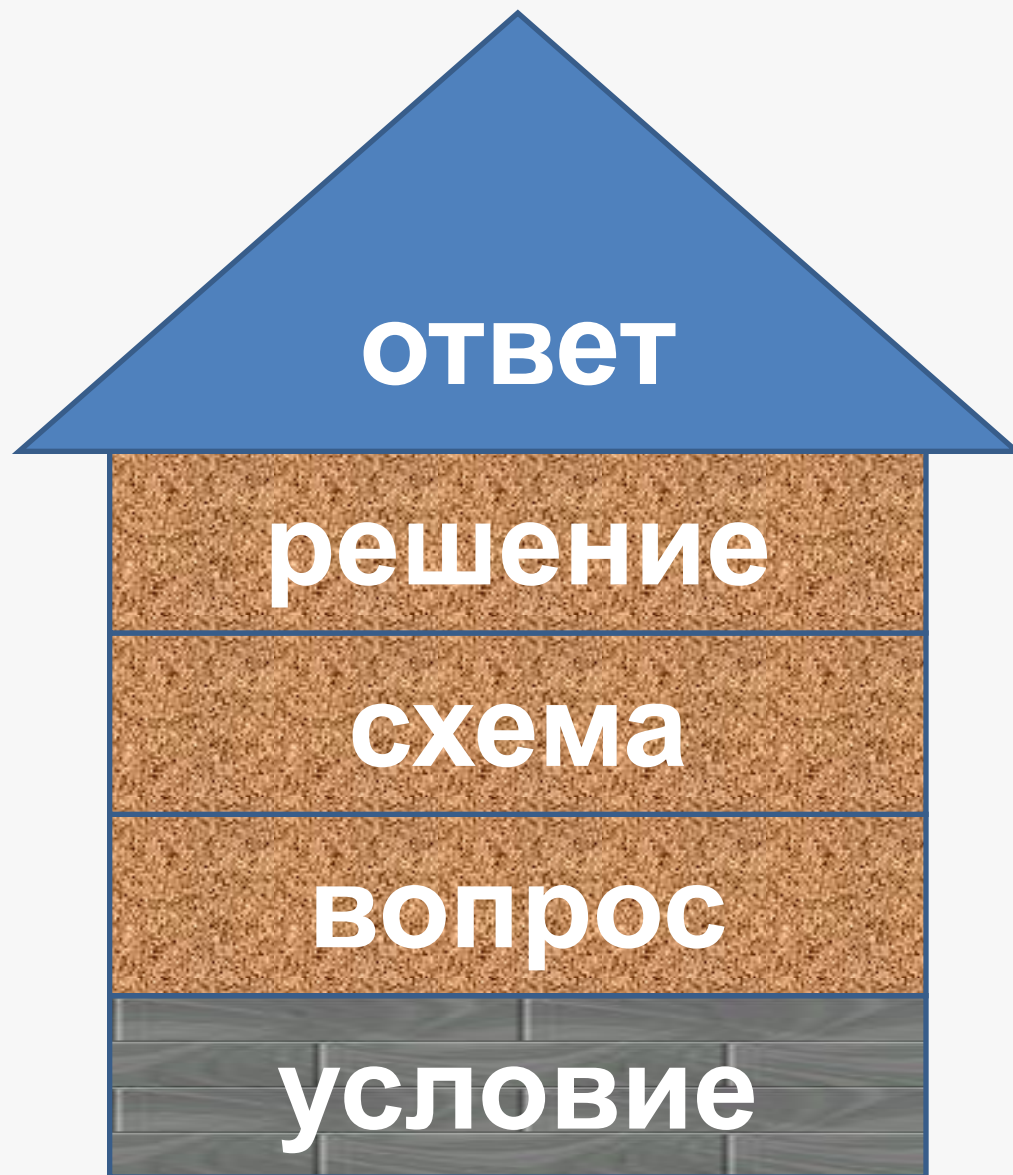 ответ
решение
схема
вопрос
условие